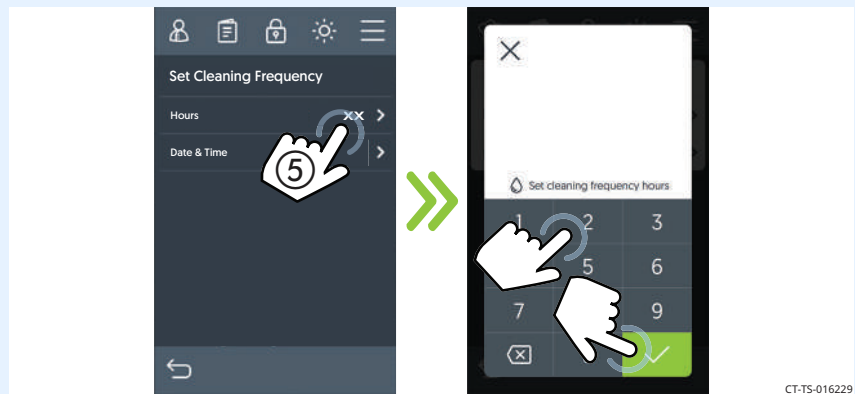 Set Cleaning Frequency
Hours xx
Date & Time
5
Set cleaning frequency hours
1 2 3
5 6
7 9
CT-TS-016229